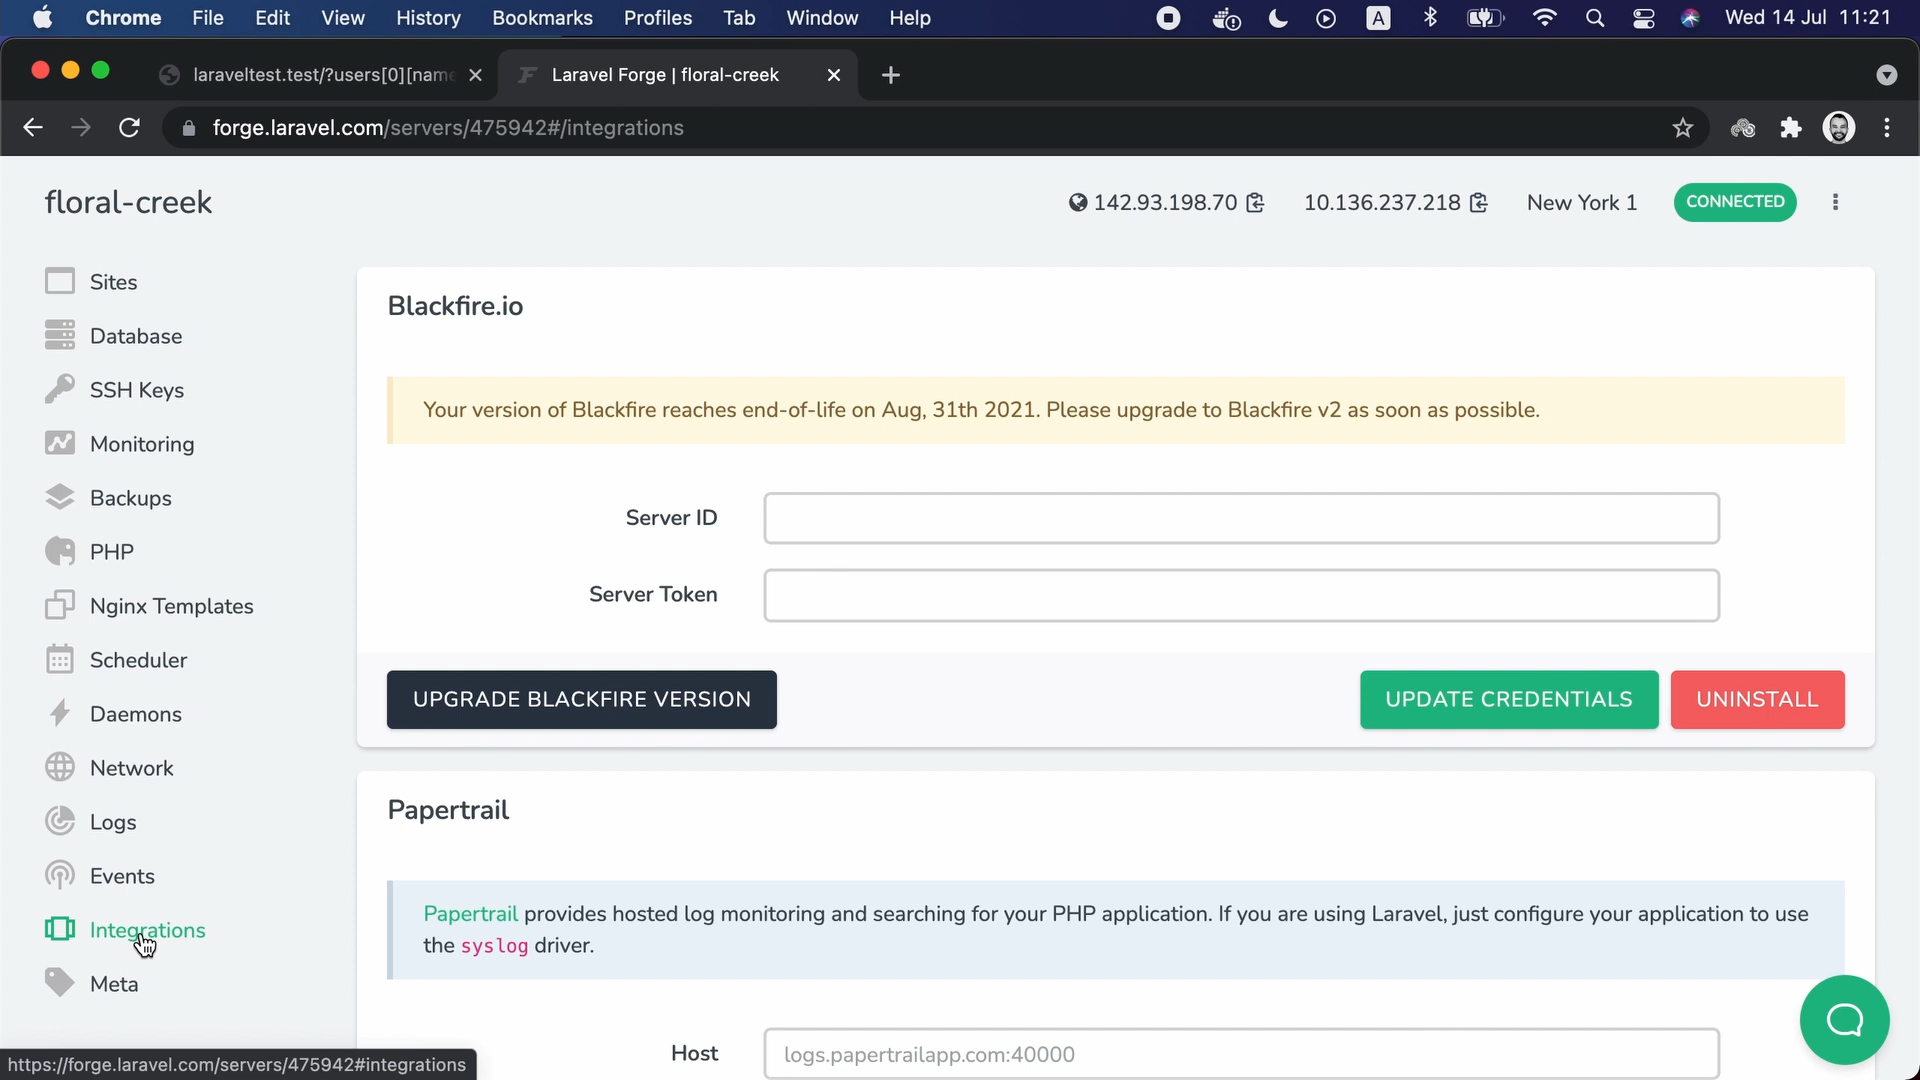 Chrome File Edit View History Bookmarks Profiles Tab Window Help A Wed 14 Jul 11:21
laraveltest.test/?users[0][name Laravel Forge | floral-creek
forge.laravel.com/servers/475942#/integrations
floral-creek 142.93.198.70 10.136.237.218 New York 1 CONNECTED
Sites
Database
SSH Keys
Monitoring
Backups
PHP
Nginx Templates
Scheduler
Daemons
Network
Logs
Events
Integrations
Meta
Blackfire.io
Your version of Blackfire reaches end-of-life on Aug, 31th 2021. Please upgrade to Blackfire v2 as soon as possible.
Server ID
Server Token
UPGRADE BLACKFIRE VERSION UPDATE CREDENTIALS UNINSTALL
Papertrail
Papertrail provides hosted log monitoring and searching for your PHP application. If you are using Laravel, just configure your application to use
the syslog driver.
Host logs.papertrailapp.com:40000
https://forge.laravel.com/servers/475942#integrations